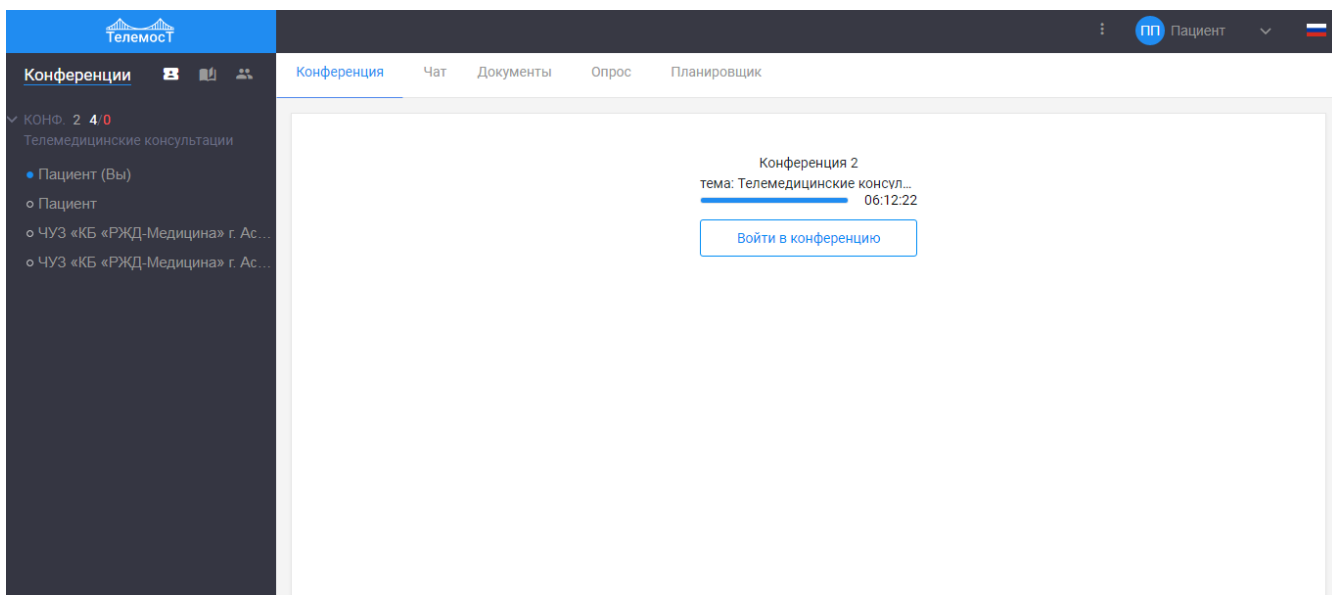 ТелемосТ
ПП Пациент
Конференции
Конференция Чат Документы Опрос Планировщик
КОНФ. 2 4/0
Телемедицинские консультации
Пациент (Вы)
Пациент
ЧУЗ «КБ «РЖД-Медицина» г. Ас...
ЧУЗ «КБ «РЖД-Медицина» г. Ас...
Конференция 2
тема: Телемедицинские консул...
06:12:22
Войти в конференцию